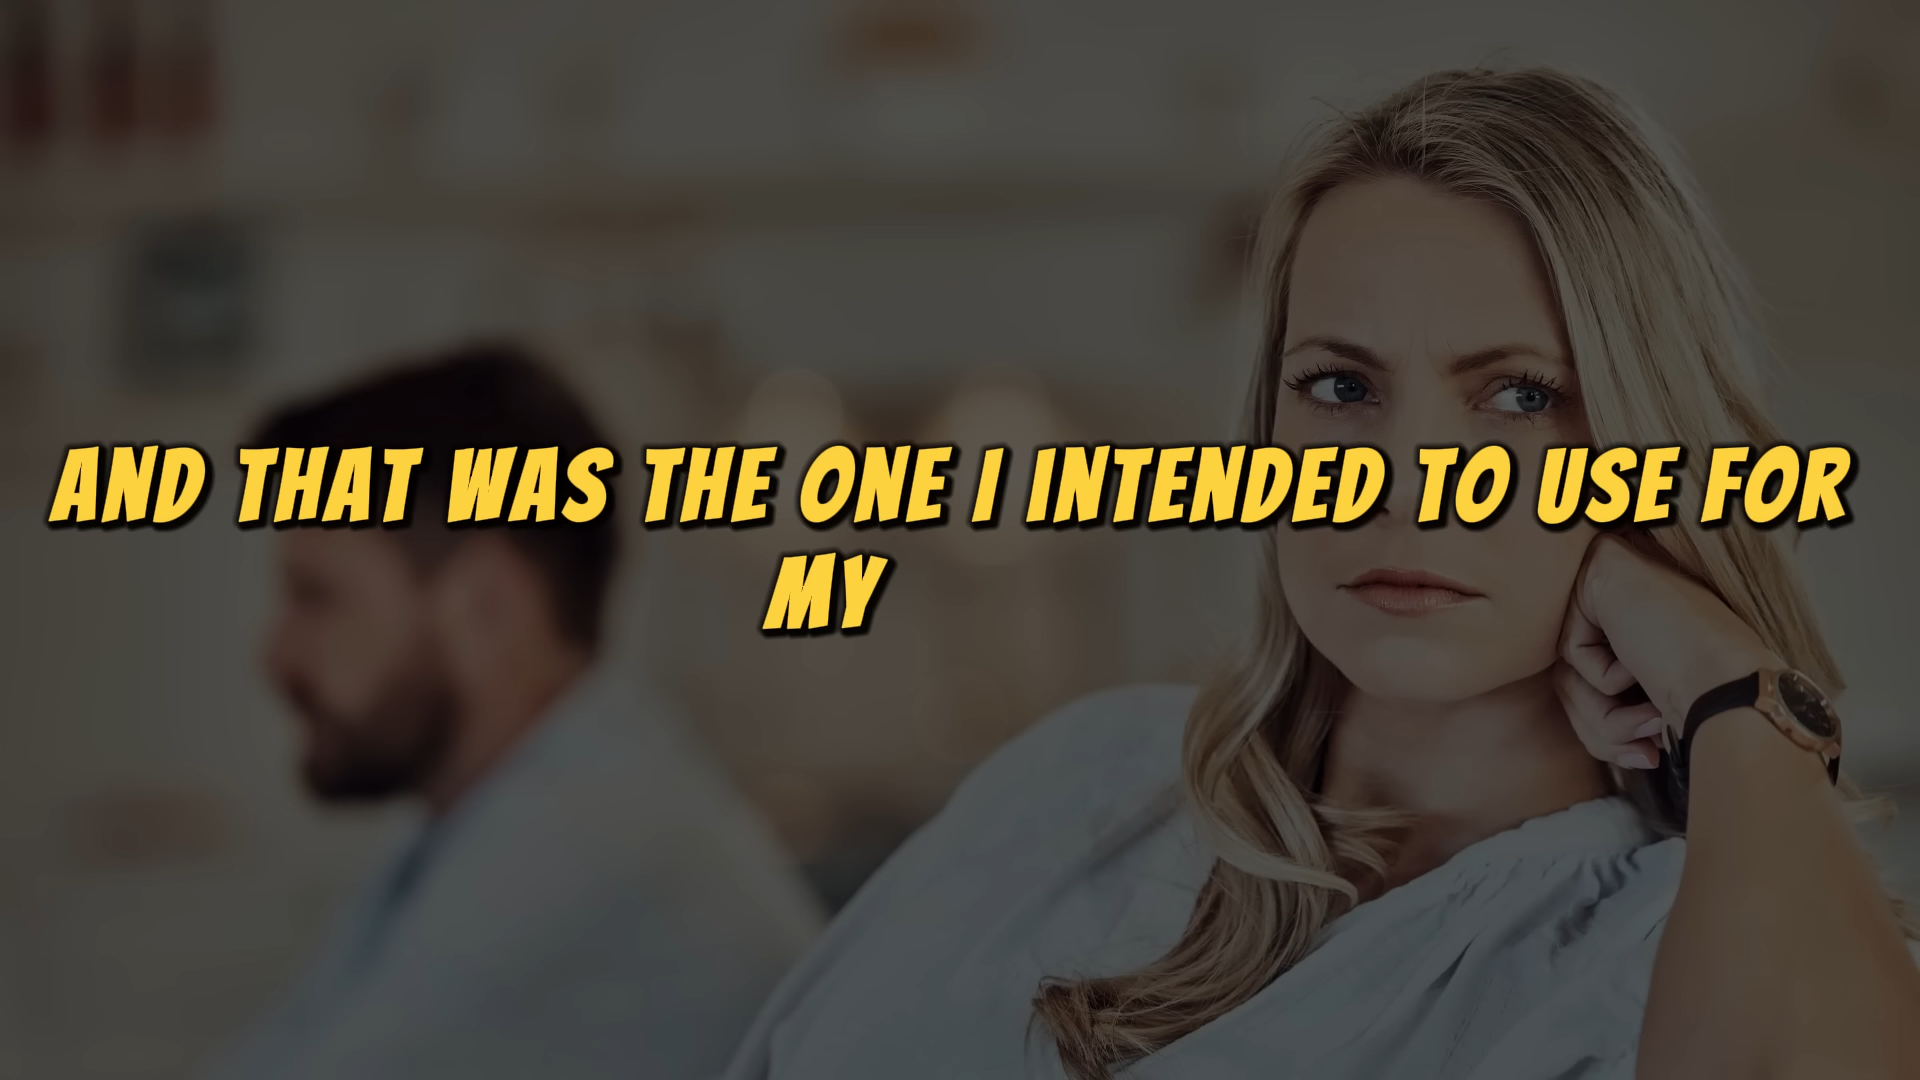 AND THAT WAS THE ONE I INTENDED TO USE FOR
MY